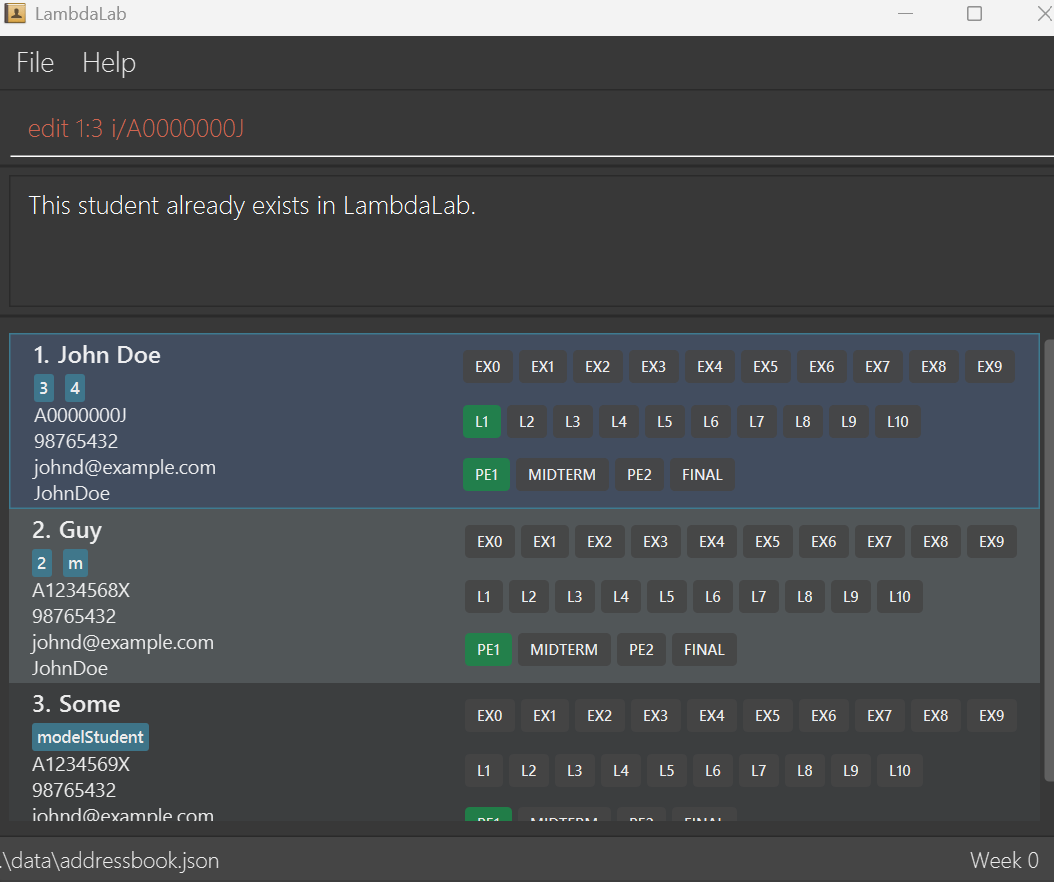 LambdaLab
File Help
edit 1:3 i/A0000000J
This student already exists in LambdaLab.
1. John Doe
3 4
A0000000J
98765432
johnd@example.com
JohnDoe
EX0 EX1 EX2 EX3 EX4 EX5 EX6 EX7 EX8 EX9
L1 L2 L3 L4 L5 L6 L7 L8 L9 L10
PE1 MIDTERM PE2 FINAL
2. Guy
2 m
A1234568X
98765432
johnd@example.com
JohnDoe
EX0 EX1 EX2 EX3 EX4 EX5 EX6 EX7 EX8 EX9
L1 L2 L3 L4 L5 L6 L7 L8 L9 L10
PE1 MIDTERM PE2 FINAL
3. Some
modelStudent
A1234569X
98765432
johnd@example.com
EX0 EX1 EX2 EX3 EX4 EX5 EX6 EX7 EX8 EX9
L1 L2 L3 L4 L5 L6 L7 L8 L9 L10
PE1 MIDTERM PE2 FINAL
.\data\addressbook.json
Week 0